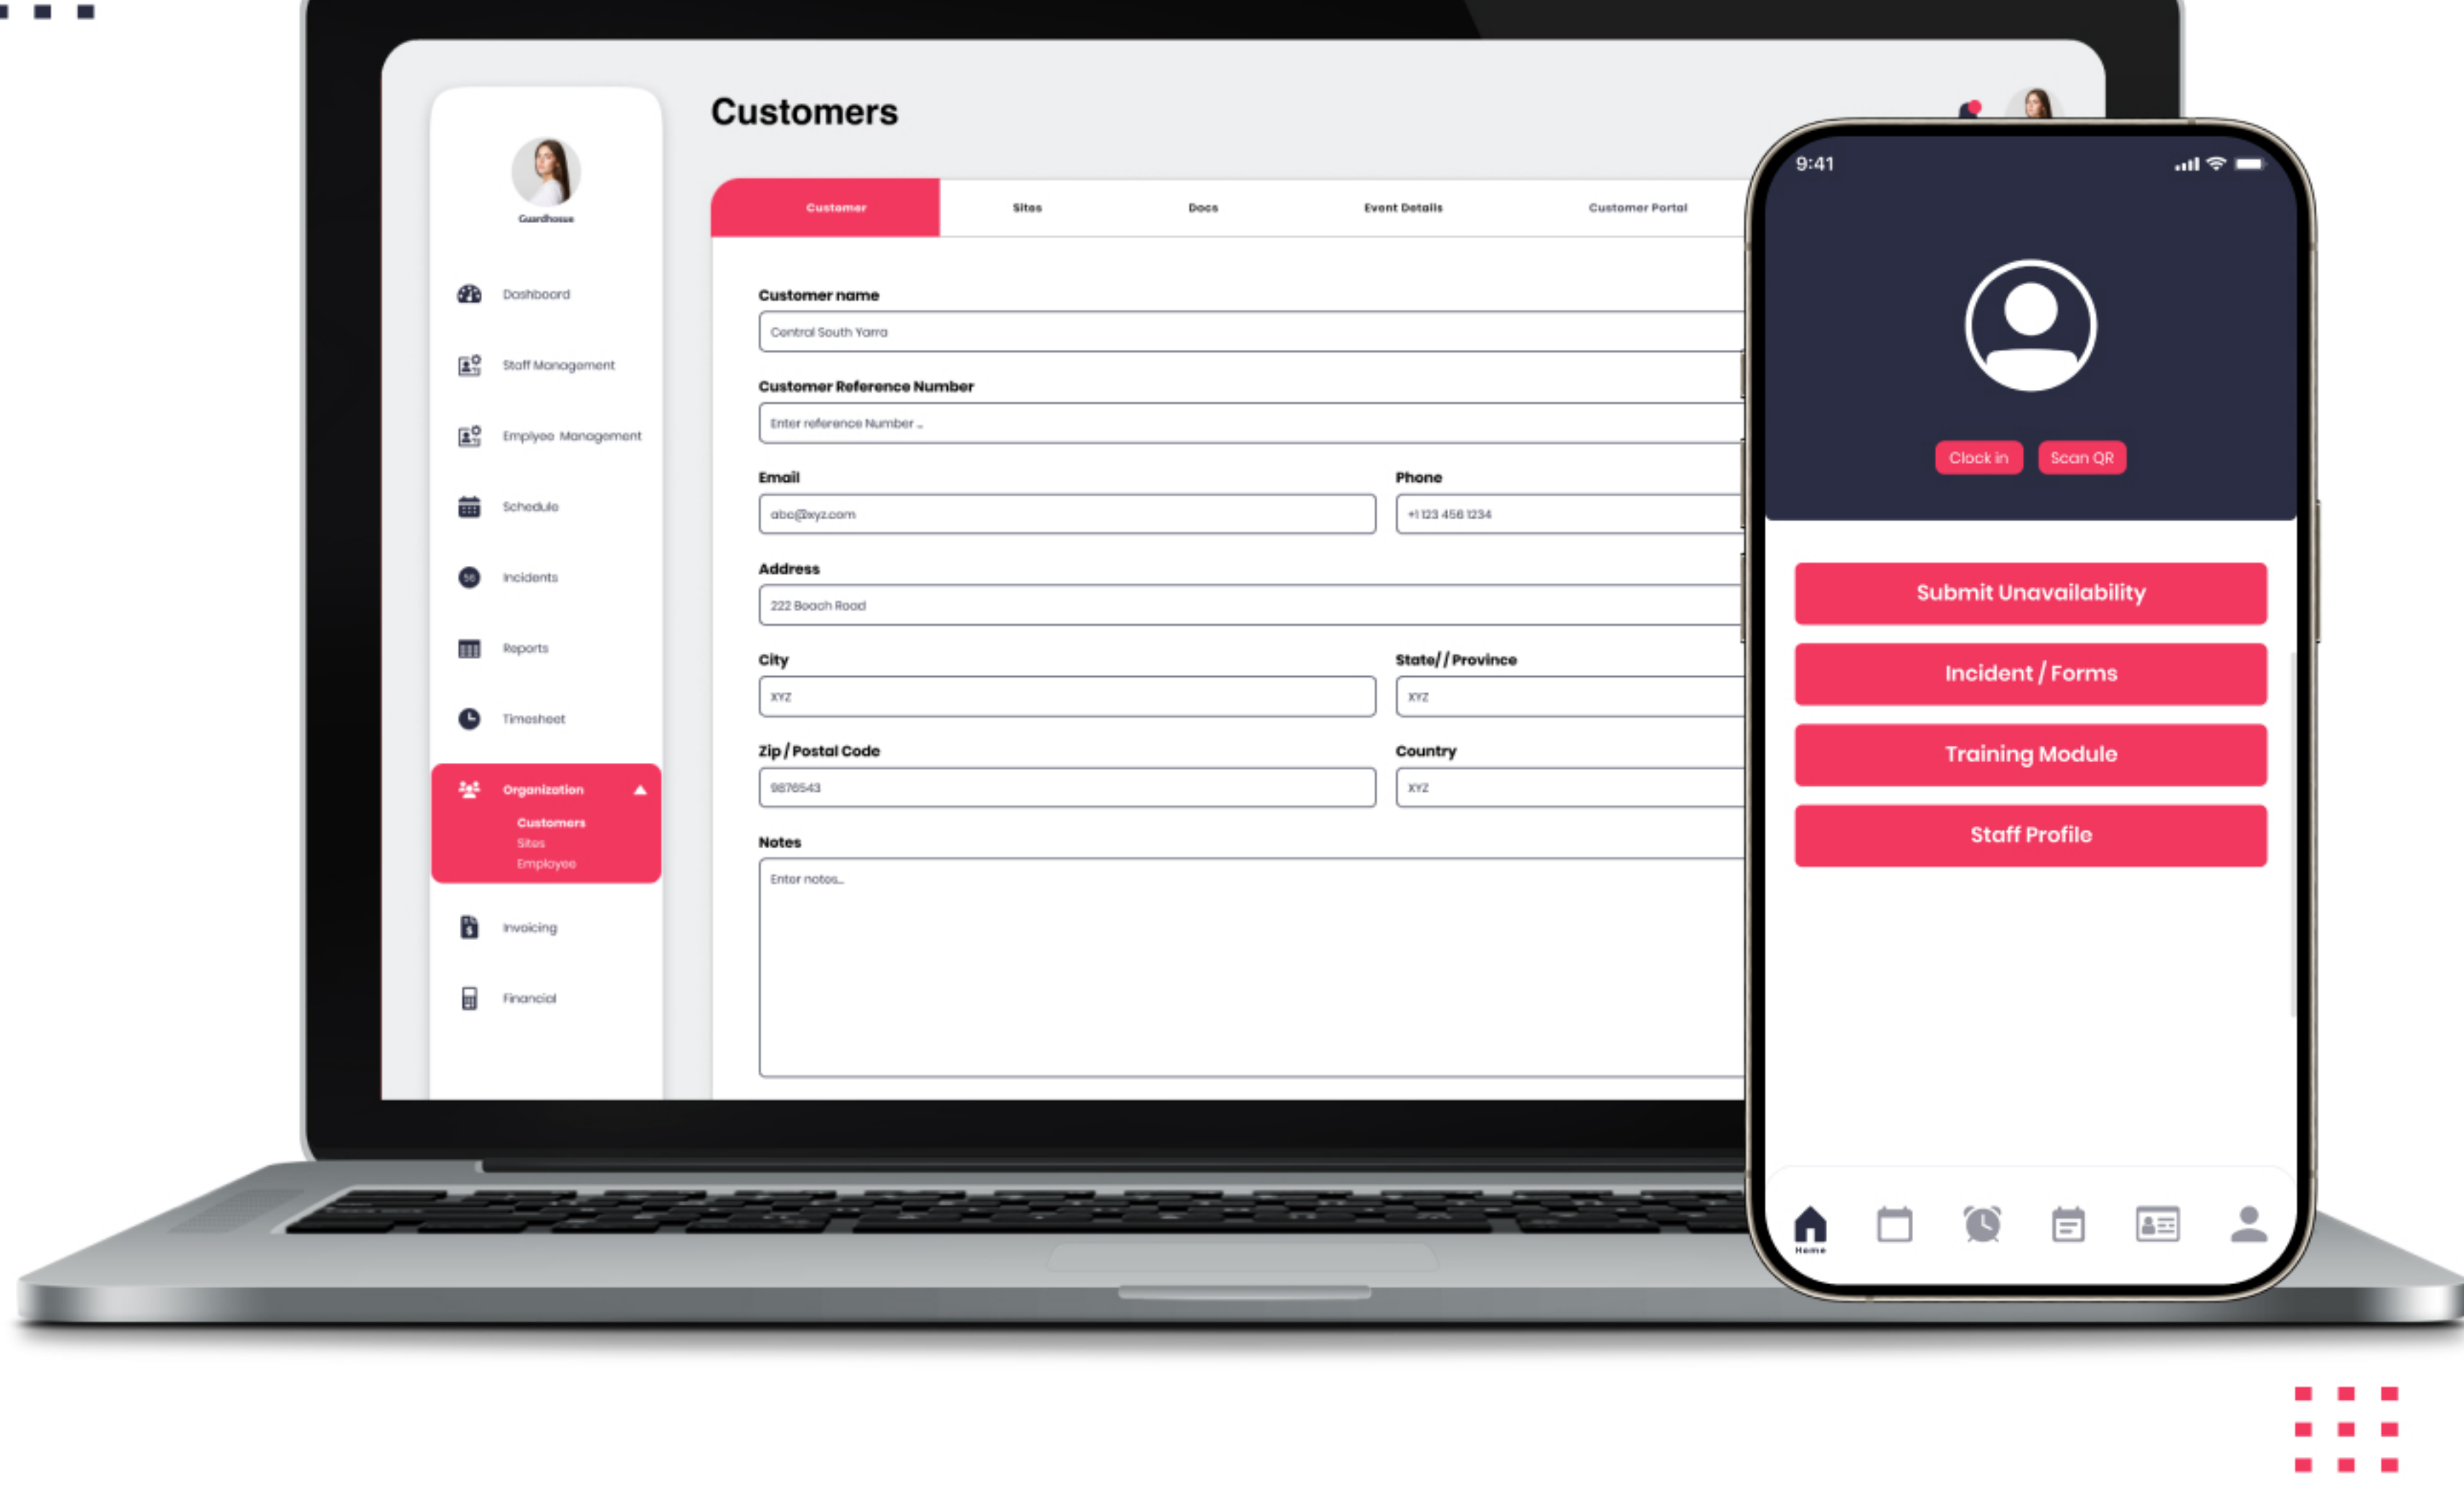 Customers
Guardhosue
Dashboard
Staff Management
Emplyee Management
Schedule
56
Incidents
Reports
Timesheet
Organization
Customers
Sites
Employee
Invoicing
Financial
Customer Sites Docs Event Details Customer Portal
Customer name
Central South Yarra
Customer Reference Number
Enter reference Number ...
Email Phone
abc@xyz.com +1 123 456 1234
Address
222 Beach Road
City State/ / Province
XYZ XYZ
Zip / Postal Code Country
9876543 XYZ
Notes
Enter notes...
9:41
Clock in Scan QR
Submit Unavailability
Incident / Forms
Training Module
Staff Profile
Home